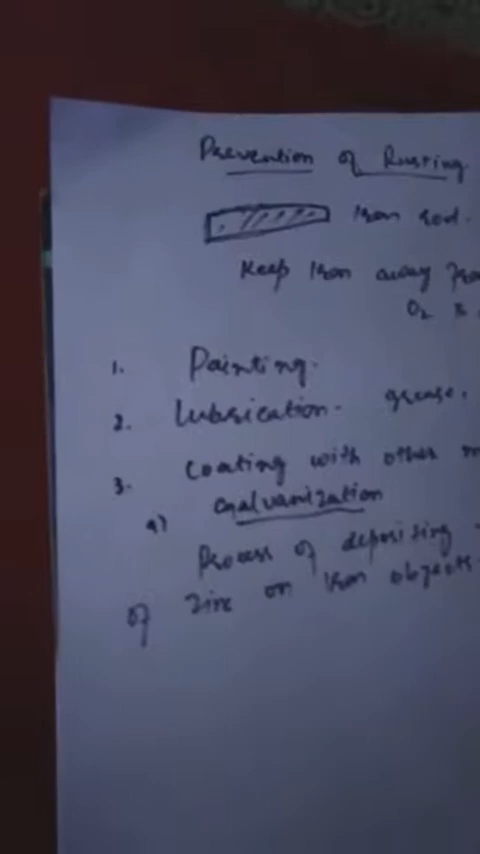 Prevention of Rusting
Iron rod.
Keep Iron away
O2 &
1. Painting.
2. Lubrication. grease,
3. Coating with other
a) Galvanization
Process of depositing
of Zinc on Iron objects